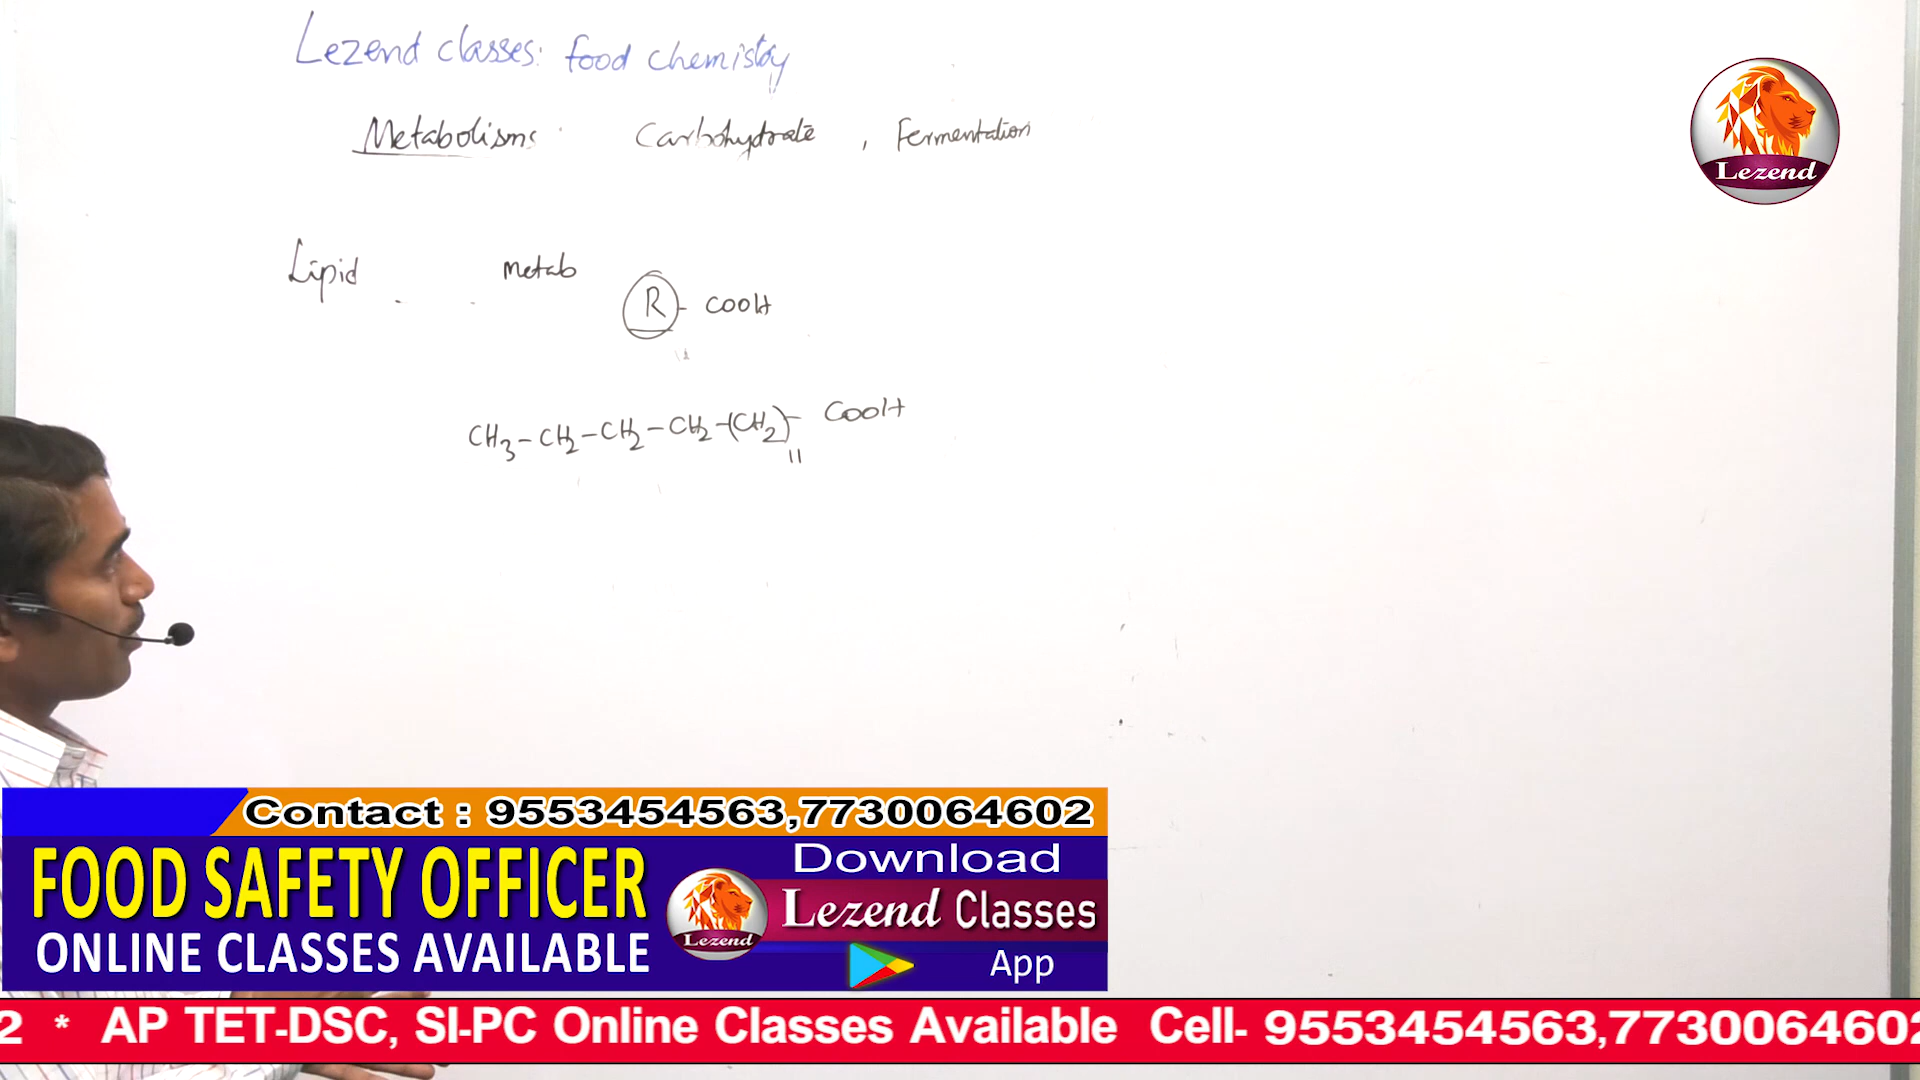 Lezend classes: food chemistry
Metabolisms: Carbohydrate, Fermentation
Lezend
Lipid metab
R - COOH
CH3-CH2-CH2-CH2-(CH2)11- COOH
Contact : 9553454563,7730064602
FOOD SAFETY OFFICER
ONLINE CLASSES AVAILABLE
Download
Lezend
Lezend Classes
App
2 * AP TET-DSC, SI-PC Online Classes Available Cell- 9553454563,7730064602